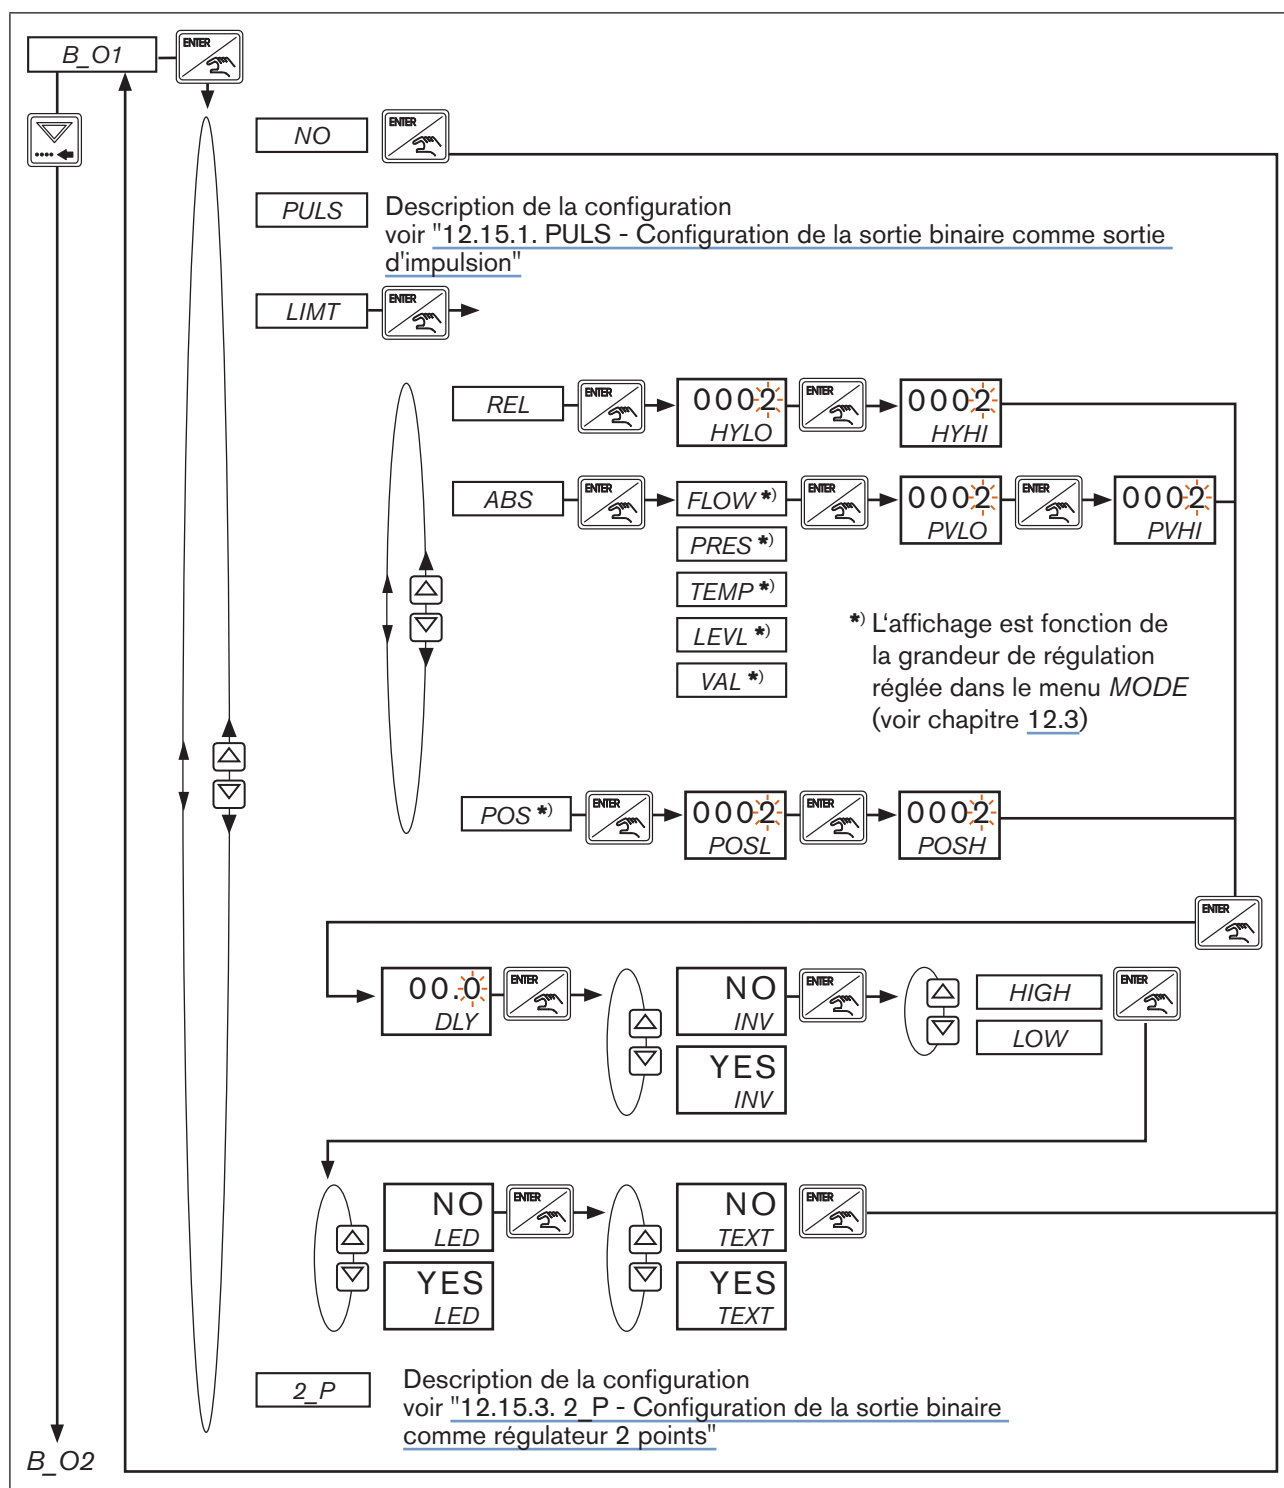 B_O1 ENTER
NO ENTER
PULS Description de la configuration
voir "12.15.1. PULS - Configuration de la sortie binaire comme sortie
d'impulsion"
LIMT ENTER
REL ENTER 0002 ENTER 0002
HYLO HYHI
ABS ENTER FLOW *) ENTER 0002 ENTER 0002
PVLO PVHI
PRES *)
TEMP *)
LEVL *)
VAL *)
*) L‘affichage est fonction de
la grandeur de régulation
réglée dans le menu MODE
(voir chapitre 12.3)
POS *) ENTER 0002 ENTER 0002
POSL POSH
ENTER
00.0 ENTER NO ENTER HIGH ENTER
DLY INV LOW
YES
INV
NO ENTER NO ENTER
LED TEXT
YES YES
LED TEXT
2_P Description de la configuration
voir "12.15.3. 2_P - Configuration de la sortie binaire
comme régulateur 2 points"
B_O2